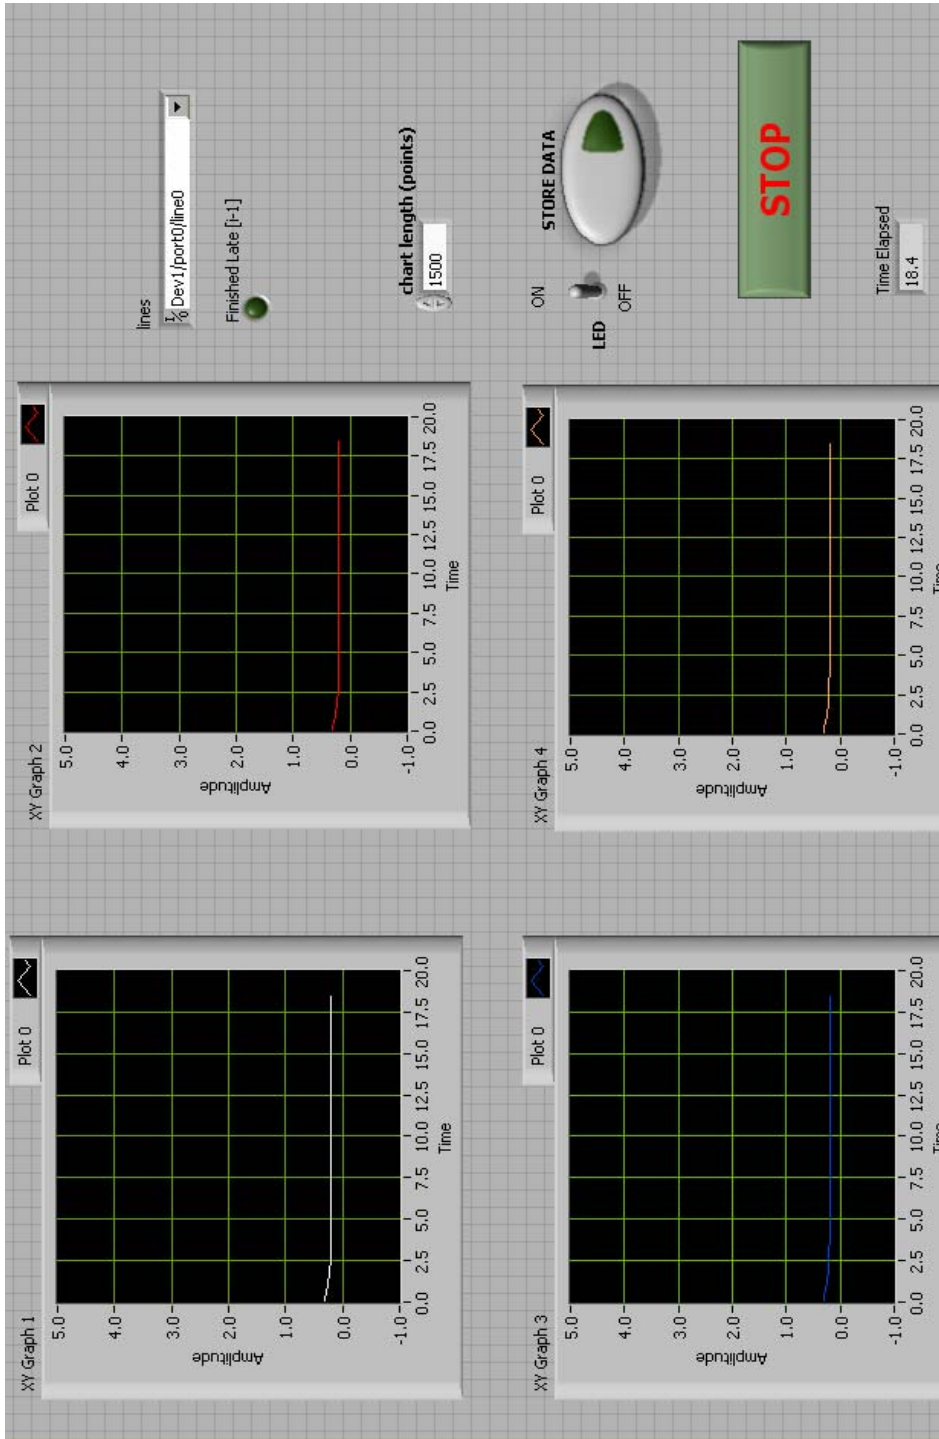 XY Graph 1
Plot 0
5.0
4.0
3.0
2.0
1.0
0.0
-1.0
Amplitude
0.0 2.5 5.0 7.5 10.0 12.5 15.0 17.5 20.0
Time
XY Graph 2
Plot 0
5.0
4.0
3.0
2.0
1.0
0.0
-1.0
Amplitude
0.0 2.5 5.0 7.5 10.0 12.5 15.0 17.5 20.0
Time
lines
I/O Dev1/port0/line0
Finished Late [i-1]
chart length (points)
1500
XY Graph 3
Plot 0
5.0
4.0
3.0
2.0
1.0
0.0
-1.0
Amplitude
0.0 2.5 5.0 7.5 10.0 12.5 15.0 17.5 20.0
Time
XY Graph 4
Plot 0
5.0
4.0
3.0
2.0
1.0
0.0
-1.0
Amplitude
0.0 2.5 5.0 7.5 10.0 12.5 15.0 17.5 20.0
Time
ON
STORE DATA
LED
OFF
STOP
Time Elapsed
18.4